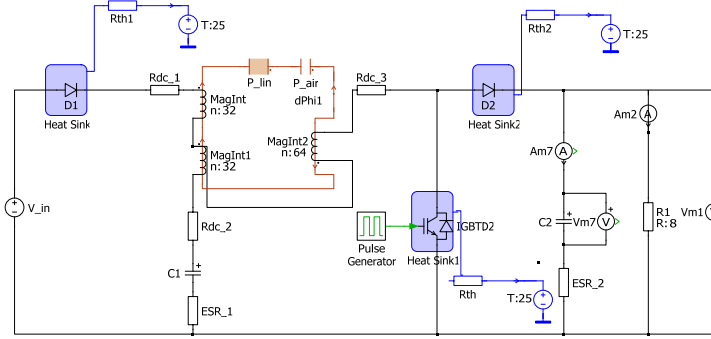 Rth1
T:25
Rth2
T:25
Rdc_1
P_lin
P_air
dPhi1
Rdc_3
D1
Heat Sink
MagInt
n:32
D2
Heat Sink2
Am2
MagInt2
n:64
MagInt1
n:32
Am7
V_in
Rdc_2
IGBTD2
C2
Vm7
R1
R:8
Vm1
Pulse
Generator
Heat Sink1
C1
Rth
T:25
ESR_2
ESR_1
A
A
V